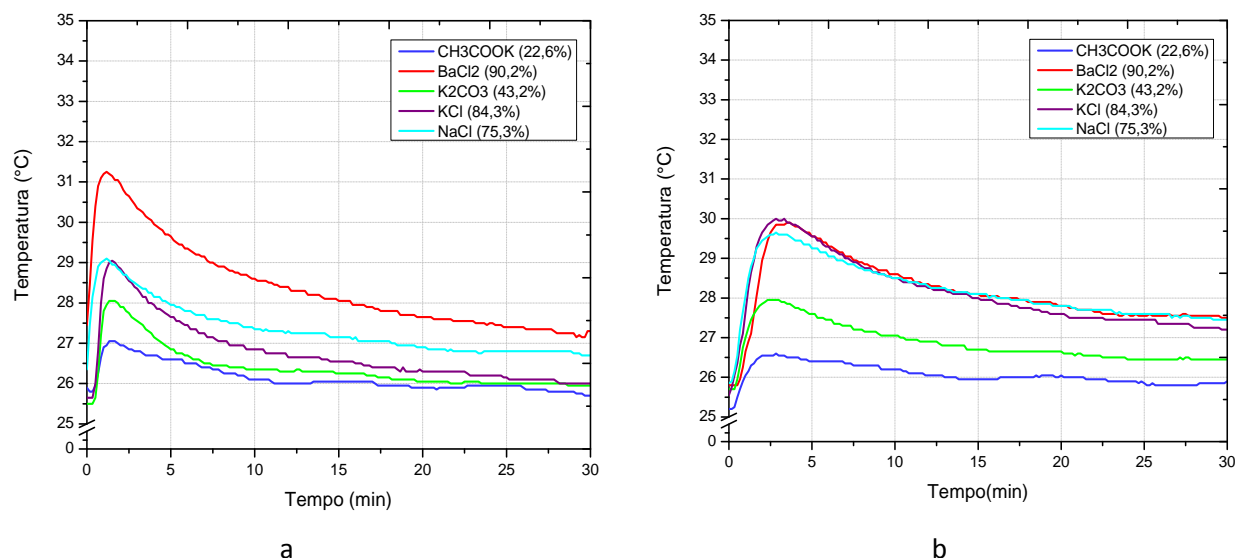 35
34
33
32
31
30
29
28
27
26
25
0
Temperatura (°C)
CH3COOK (22,6%)
BaCl2 (90,2%)
K2CO3 (43,2%)
KCl (84,3%)
NaCl (75,3%)
0 5 10 15 20 25 30
Tempo (min)
a
35
34
33
32
31
30
29
28
27
26
25
0
Temperatura (°C)
CH3COOK (22,6%)
BaCl2 (90,2%)
K2CO3 (43,2%)
KCl (84,3%)
NaCl (75,3%)
0 5 10 15 20 25 30
Tempo(min)
b